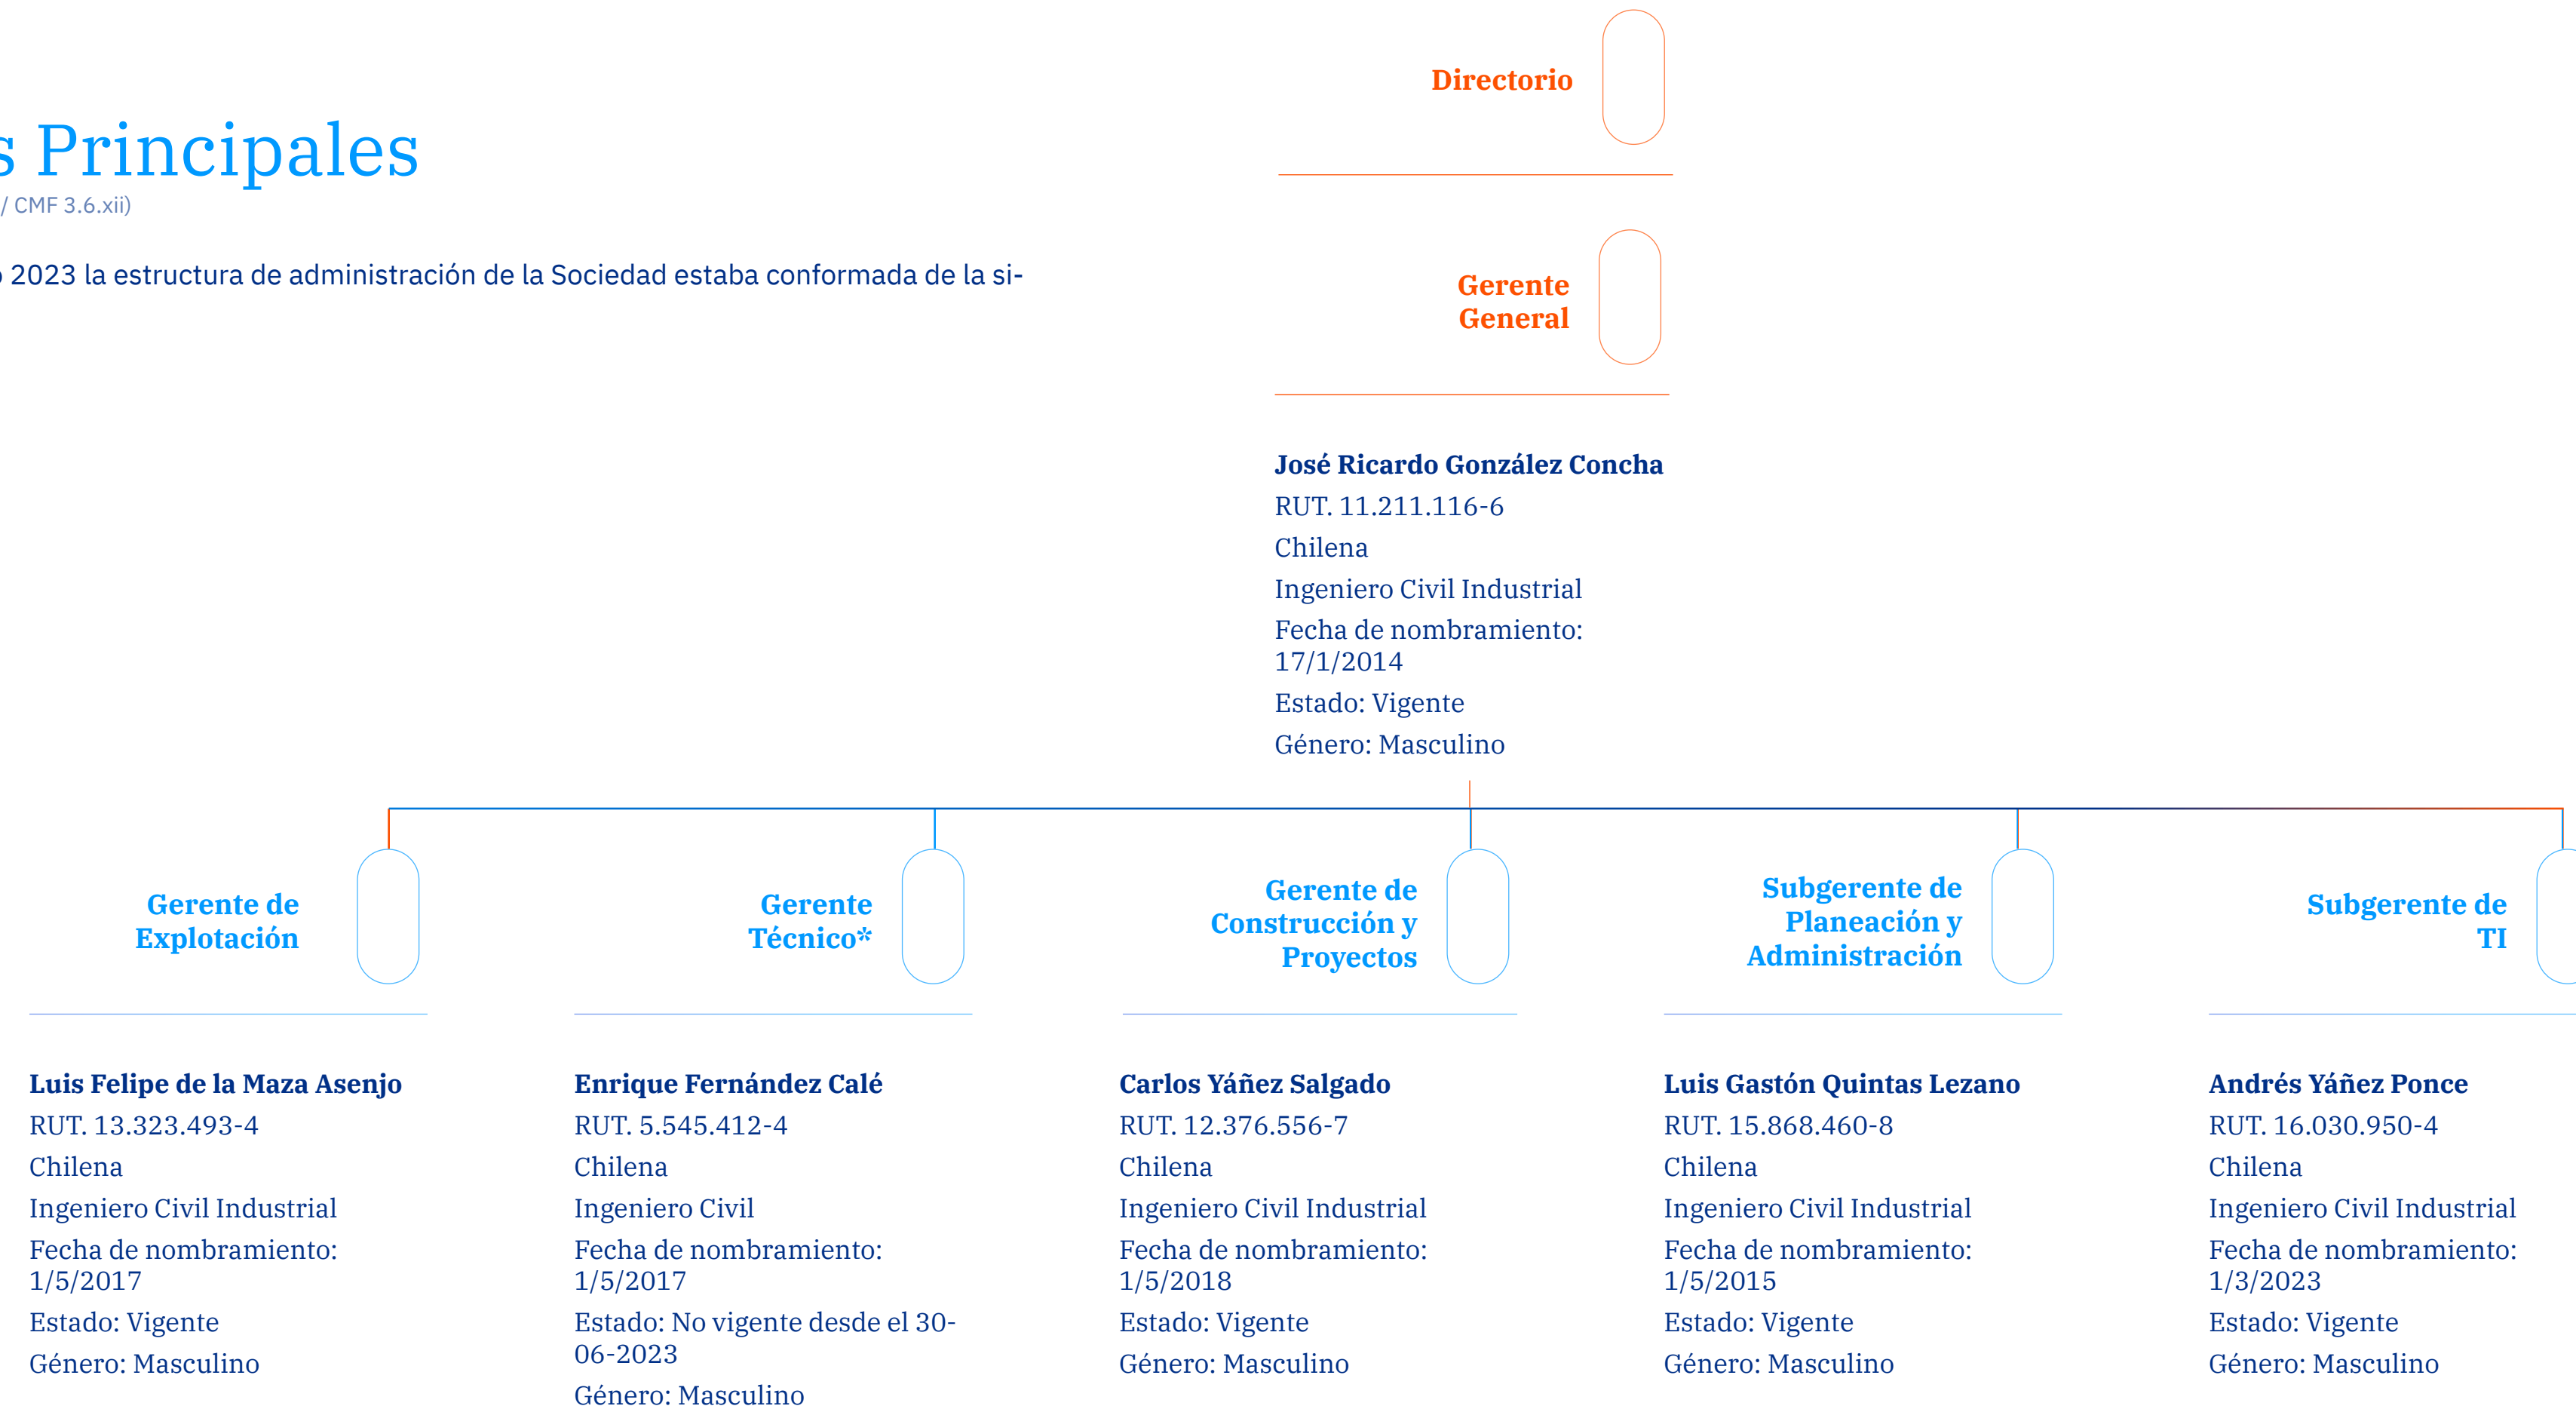 Directorio
s Principales
/ CMF 3.6.xii)
2023 la estructura de administración de la Sociedad estaba conformada de la si-
Gerente
General
José Ricardo González Concha
RUT. 11.211.116-6
Chilena
Ingeniero Civil Industrial
Fecha de nombramiento:
17/1/2014
Estado: Vigente
Género: Masculino
Gerente de
Explotación
Luis Felipe de la Maza Asenjo
RUT. 13.323.493-4
Chilena
Ingeniero Civil Industrial
Fecha de nombramiento:
1/5/2017
Estado: Vigente
Género: Masculino
Gerente
Técnico*
Enrique Fernández Calé
RUT. 5.545.412-4
Chilena
Ingeniero Civil
Fecha de nombramiento:
1/5/2017
Estado: No vigente desde el 30-
06-2023
Género: Masculino
Gerente de
Construcción y
Proyectos
Carlos Yáñez Salgado
RUT. 12.376.556-7
Chilena
Ingeniero Civil Industrial
Fecha de nombramiento:
1/5/2018
Estado: Vigente
Género: Masculino
Subgerente de
Planeación y
Administración
Luis Gastón Quintas Lezano
RUT. 15.868.460-8
Chilena
Ingeniero Civil Industrial
Fecha de nombramiento:
1/5/2015
Estado: Vigente
Género: Masculino
Subgerente de
TI
Andrés Yáñez Ponce
RUT. 16.030.950-4
Chilena
Ingeniero Civil Industrial
Fecha de nombramiento:
1/3/2023
Estado: Vigente
Género: Masculino